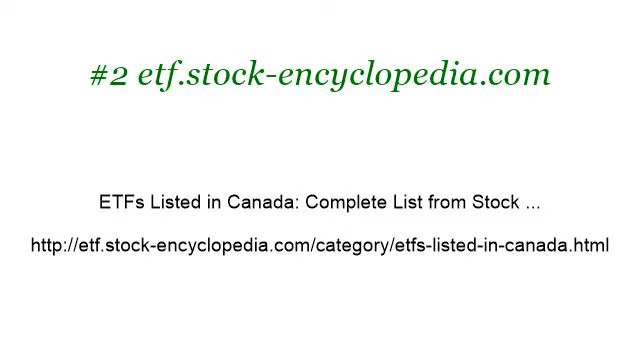 #2 etf.stock-encyclopedia.com
ETFs Listed in Canada: Complete List from Stock ...
http://etf.stock-encyclopedia.com/category/etfs-listed-in-canada.html